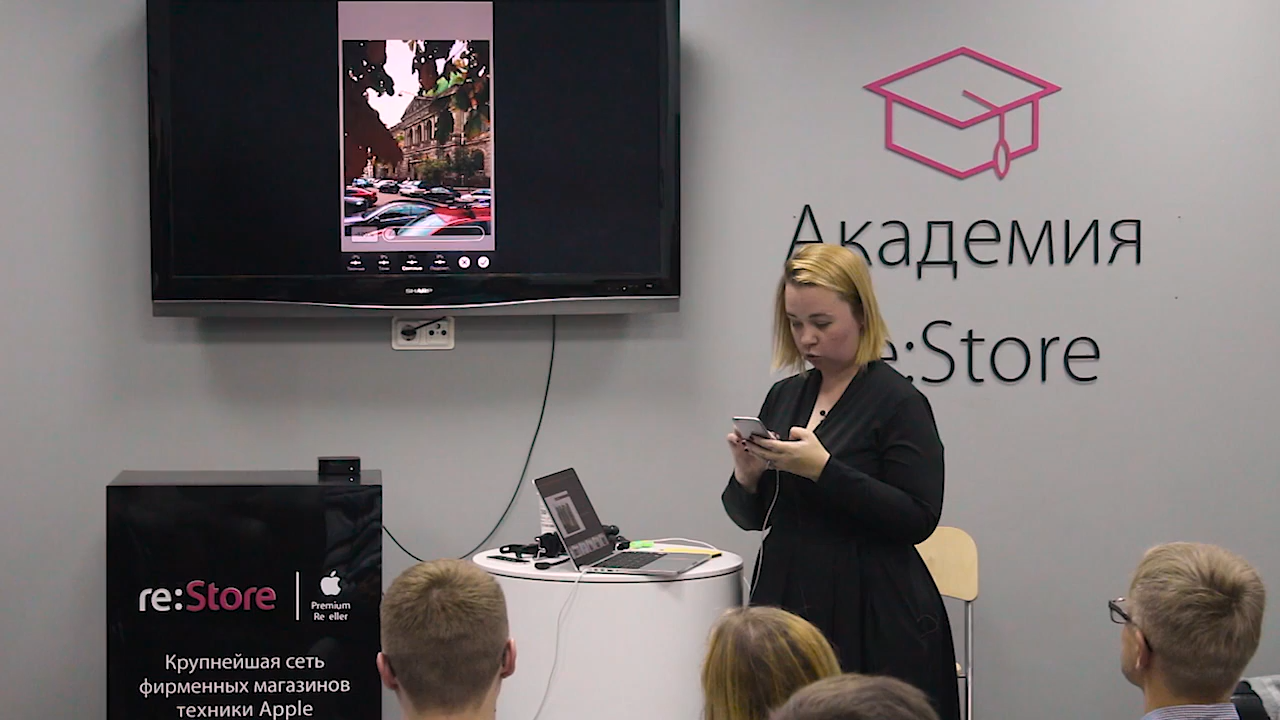 SHARP
Академия
re:Store
re:Store
Premium
Re eller
Крупнейшая сеть
фирменных магазинов
техники Apple